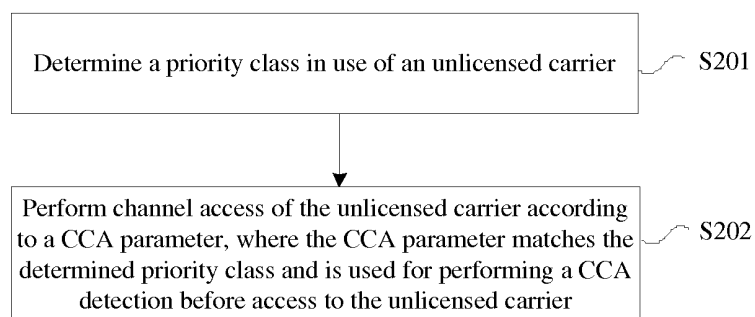 Determine a priority class in use of an unlicensed carrier
S201
Perform channel access of the unlicensed carrier according
to a CCA parameter, where the CCA parameter matches the
determined priority class and is used for performing a CCA
detection before access to the unlicensed carrier
S202